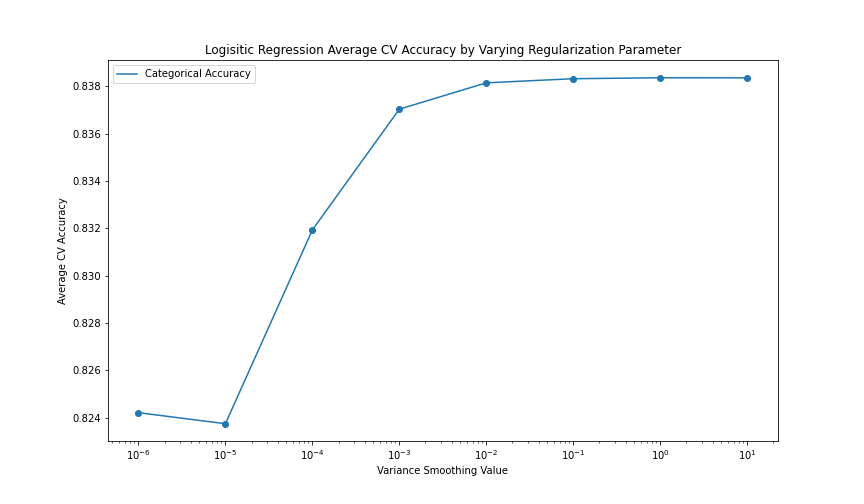 Logisitic Regression Average CV Accuracy by Varying Regularization Parameter
Categorical Accuracy
0.838
0.836
0.834
0.832
0.830
0.828
0.826
0.824
Average CV Accuracy
10⁻⁶ 10⁻⁵ 10⁻⁴ 10⁻³ 10⁻² 10⁻¹ 10⁰ 10¹
Variance Smoothing Value